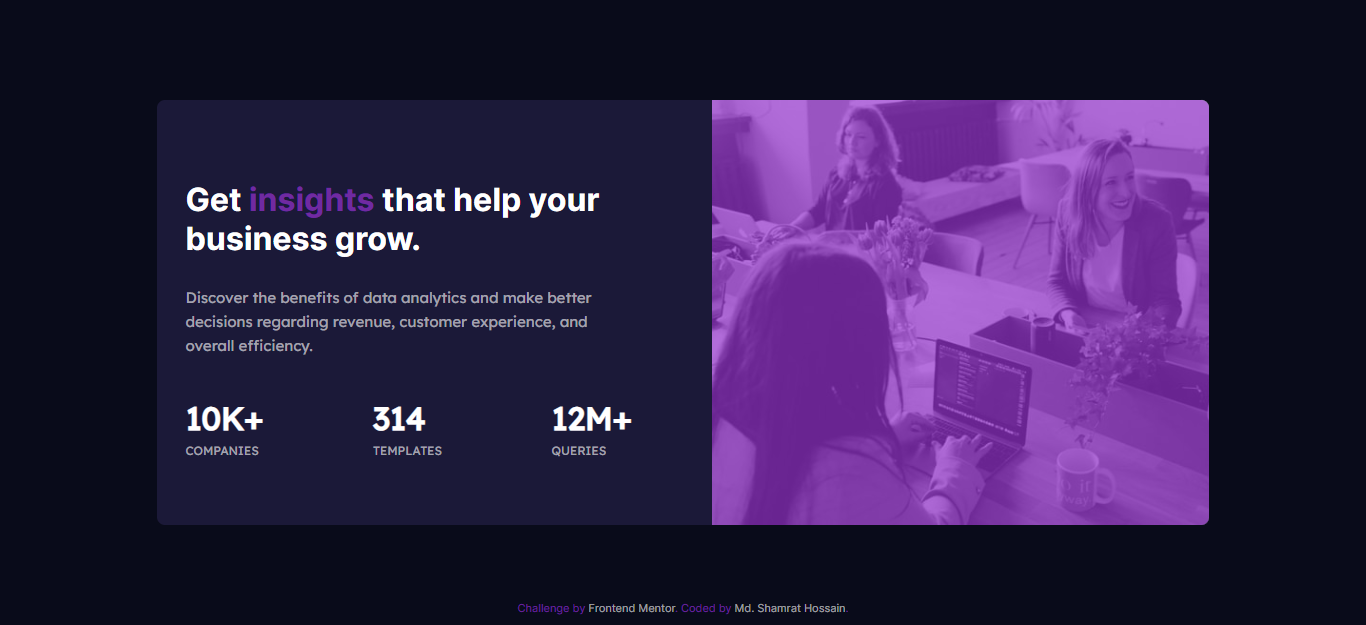 Get insights that help your
business grow.
Discover the benefits of data analytics and make better
decisions regarding revenue, customer experience, and
overall efficiency.
10K+ 314 12M+
COMPANIES TEMPLATES QUERIES
Challenge by Frontend Mentor. Coded by Md. Shamrat Hossain.